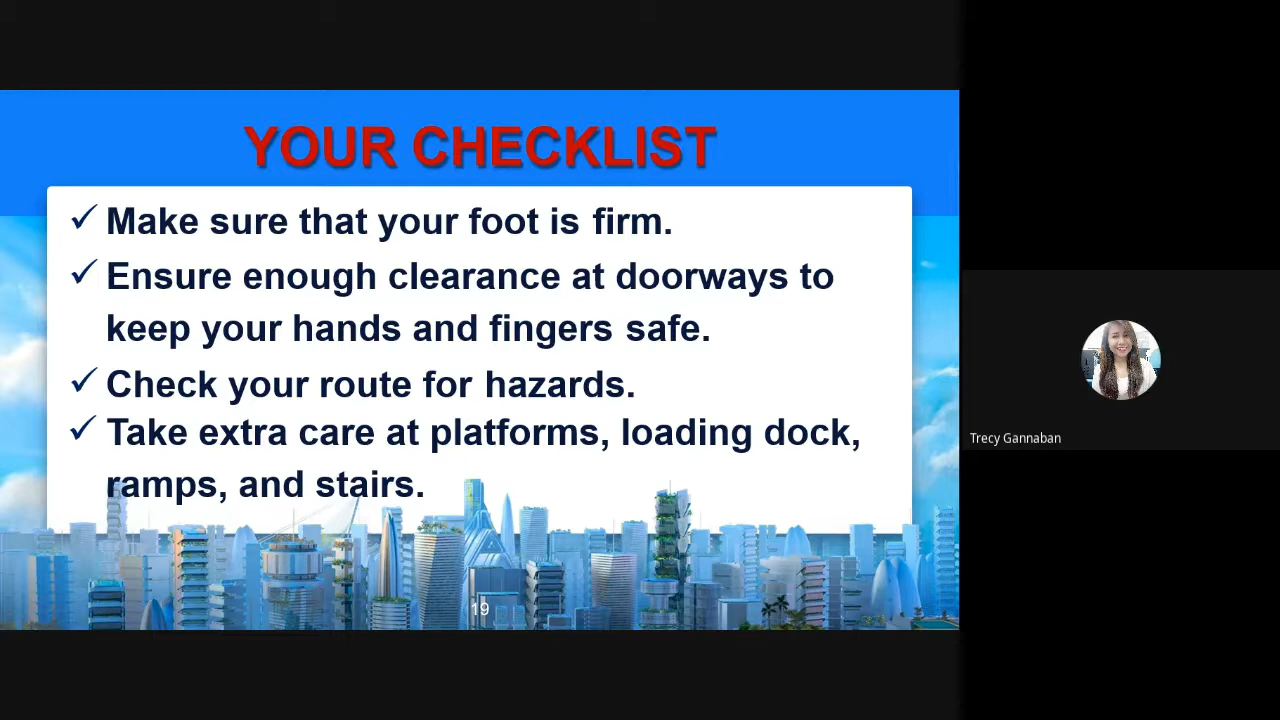 YOUR CHECKLIST
✓ Make sure that your foot is firm.
✓ Ensure enough clearance at doorways to
keep your hands and fingers safe.
✓ Check your route for hazards.
✓ Take extra care at platforms, loading dock,
ramps, and stairs.
19
Trecy Gannaban